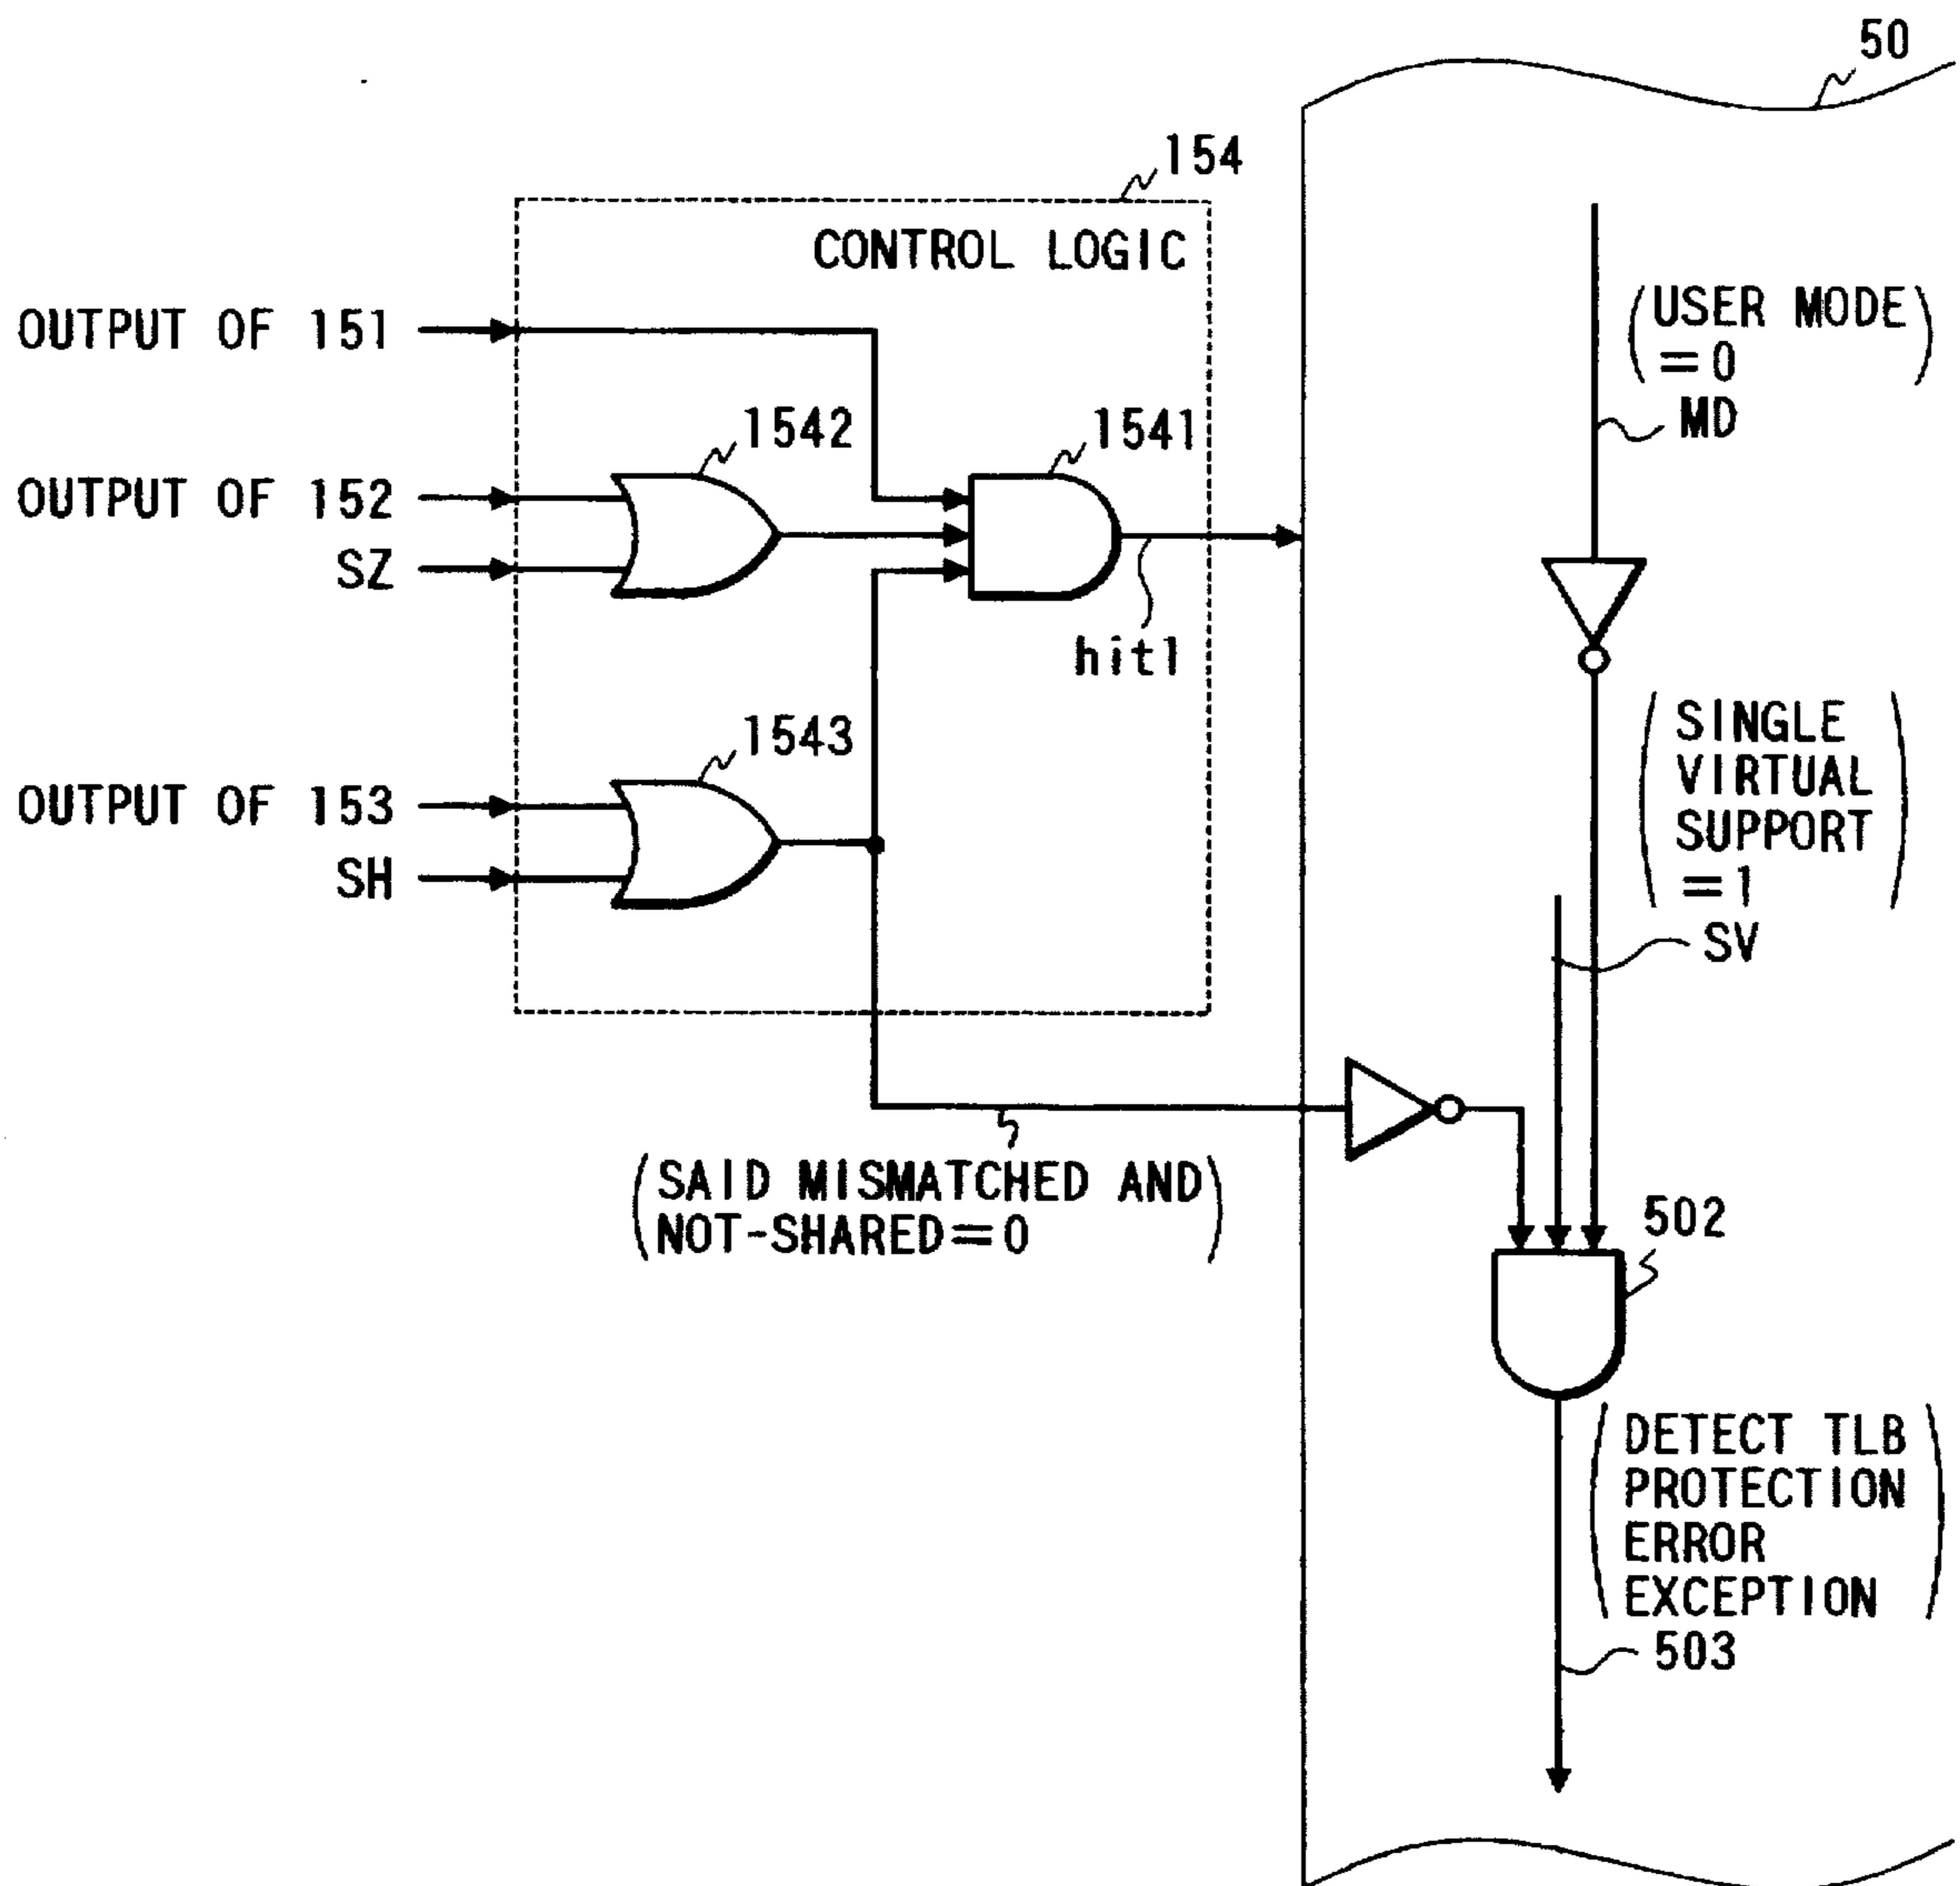 50
154
CONTROL LOGIC
OUTPUT OF 151
(USER MODE
=0)
MD
1542
1541
OUTPUT OF 152
SZ
hit1
1543
(SINGLE
VIRTUAL
SUPPORT
=1)
SV
OUTPUT OF 153
SH
(SAID MISMATCHED AND
NOT-SHARED=0)
502
(DETECT TLB
PROTECTION
ERROR
EXCEPTION)
503